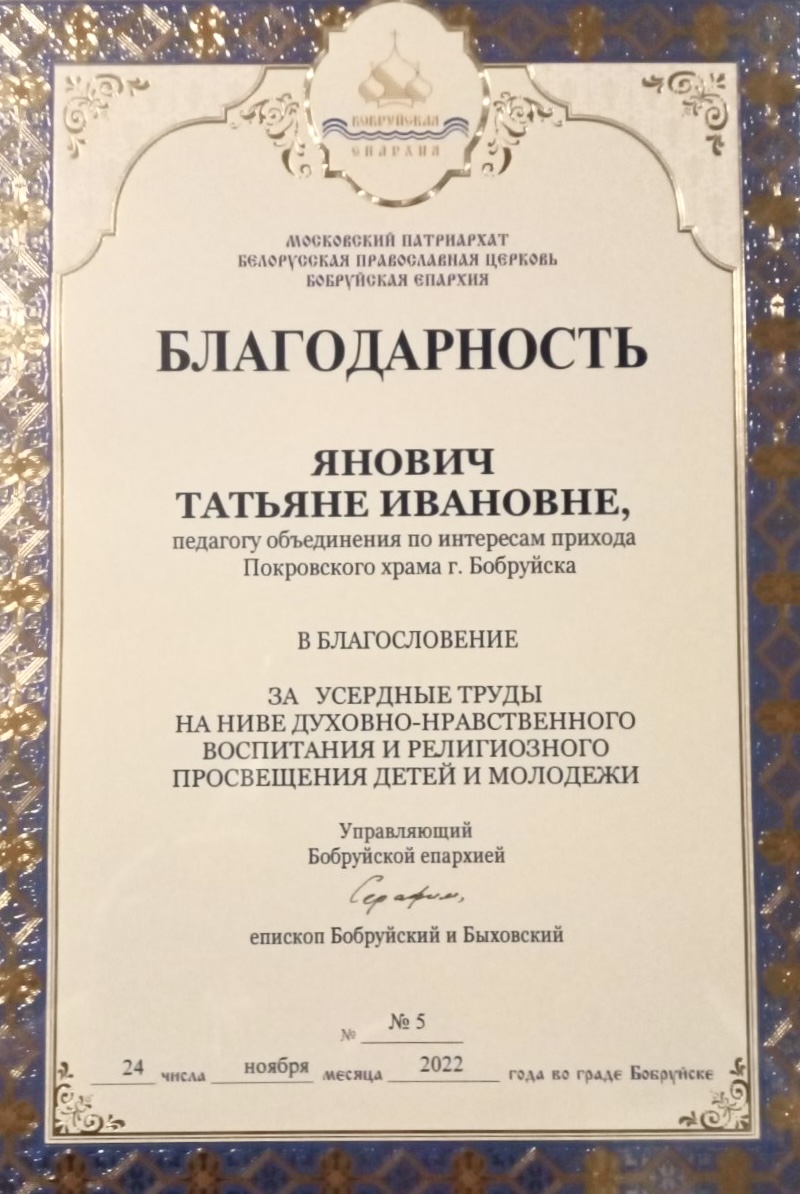 БОБРУЙСКАЯ
ЕПАРХИЯ
МОСКОВСКИЙ ПАТРИАРХАТ
БЕЛОРУССКАЯ ПРАВОСЛАВНАЯ ЦЕРКОВЬ
БОБРУЙСКАЯ ЕПАРХИЯ
БЛАГОДАРНОСТЬ
ЯНОВИЧ
ТАТЬЯНЕ ИВАНОВНЕ,
педагогу объединения по интересам прихода
Покровского храма г. Бобруйска
В БЛАГОСЛОВЕНИЕ
ЗА УСЕРДНЫЕ ТРУДЫ
НА НИВЕ ДУХОВНО-НРАВСТВЕННОГО
ВОСПИТАНИЯ И РЕЛИГИОЗНОГО
ПРОСВЕЩЕНИЯ ДЕТЕЙ И МОЛОДЕЖИ
Управляющий
Бобруйской епархией
Серафим,
епископ Бобруйский и Быховский
№ № 5
24 числа ноября месяца 2022 года во граде Бобруйске